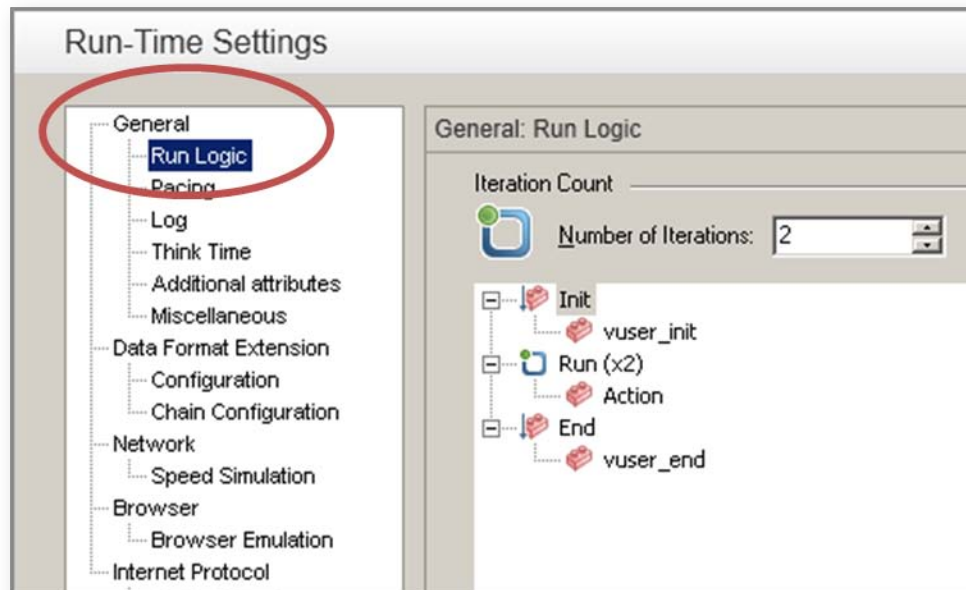 Run-Time Settings
General
Run Logic
Pacing
Log
Think Time
Additional attributes
Miscellaneous
Data Format Extension
Configuration
Chain Configuration
Network
Speed Simulation
Browser
Browser Emulation
Internet Protocol
General: Run Logic
Iteration Count
Number of Iterations: 2
Init
vuser_init
Run (x2)
Action
End
vuser_end